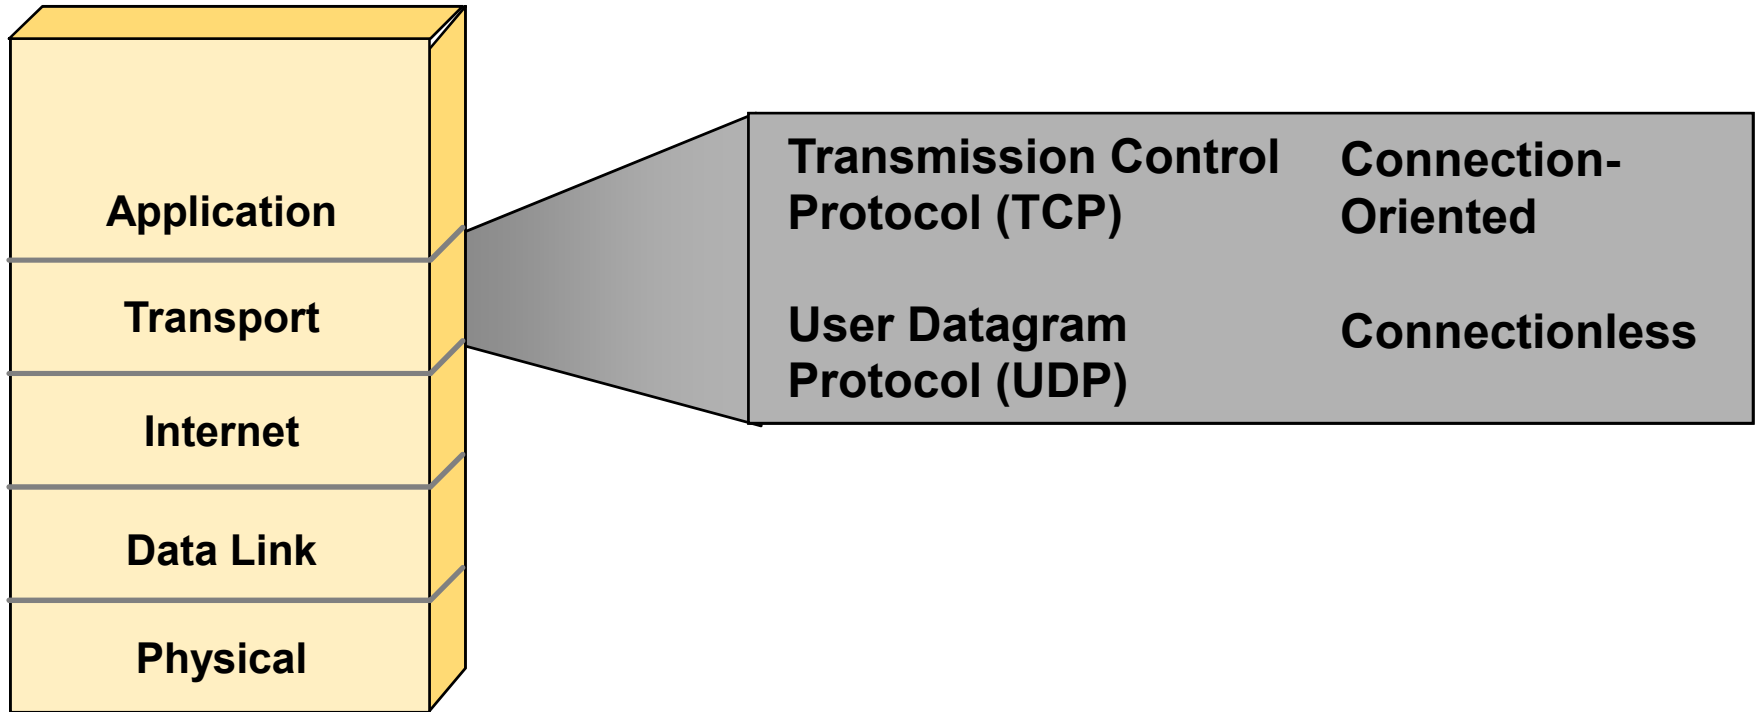 Application
Transport
Internet
Data Link
Physical
Transmission Control
Protocol (TCP)
Connection-
Oriented
User Datagram
Protocol (UDP)
Connectionless